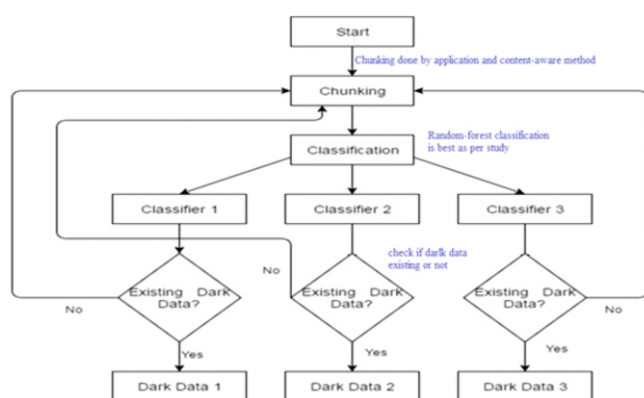 Start
Chunking done by application and content-aware method
Chunking
Random-forest classification
is best as per study
Classification
Classifier 1
Classifier 2
Classifier 3
check if darlk data
existing or not
No
Existing Dark
Data?
Existing Dark
Data?
Existing Dark
Data?
No
No
Yes
Yes
Yes
Dark Data 1
Dark Data 2
Dark Data 3